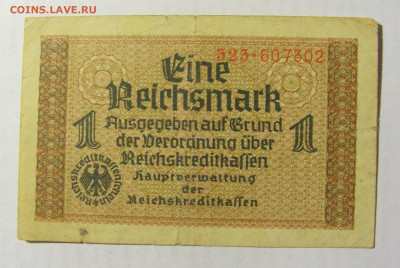 COINS.LAVE.RU
323·607302
Eine
Reichsmark
1 Ausgegeben auf Grund 1
der Verordnung über
Reichskreditkassen
Hauptverwaltung
der
Reichskreditkassen
Reichskreditkassen